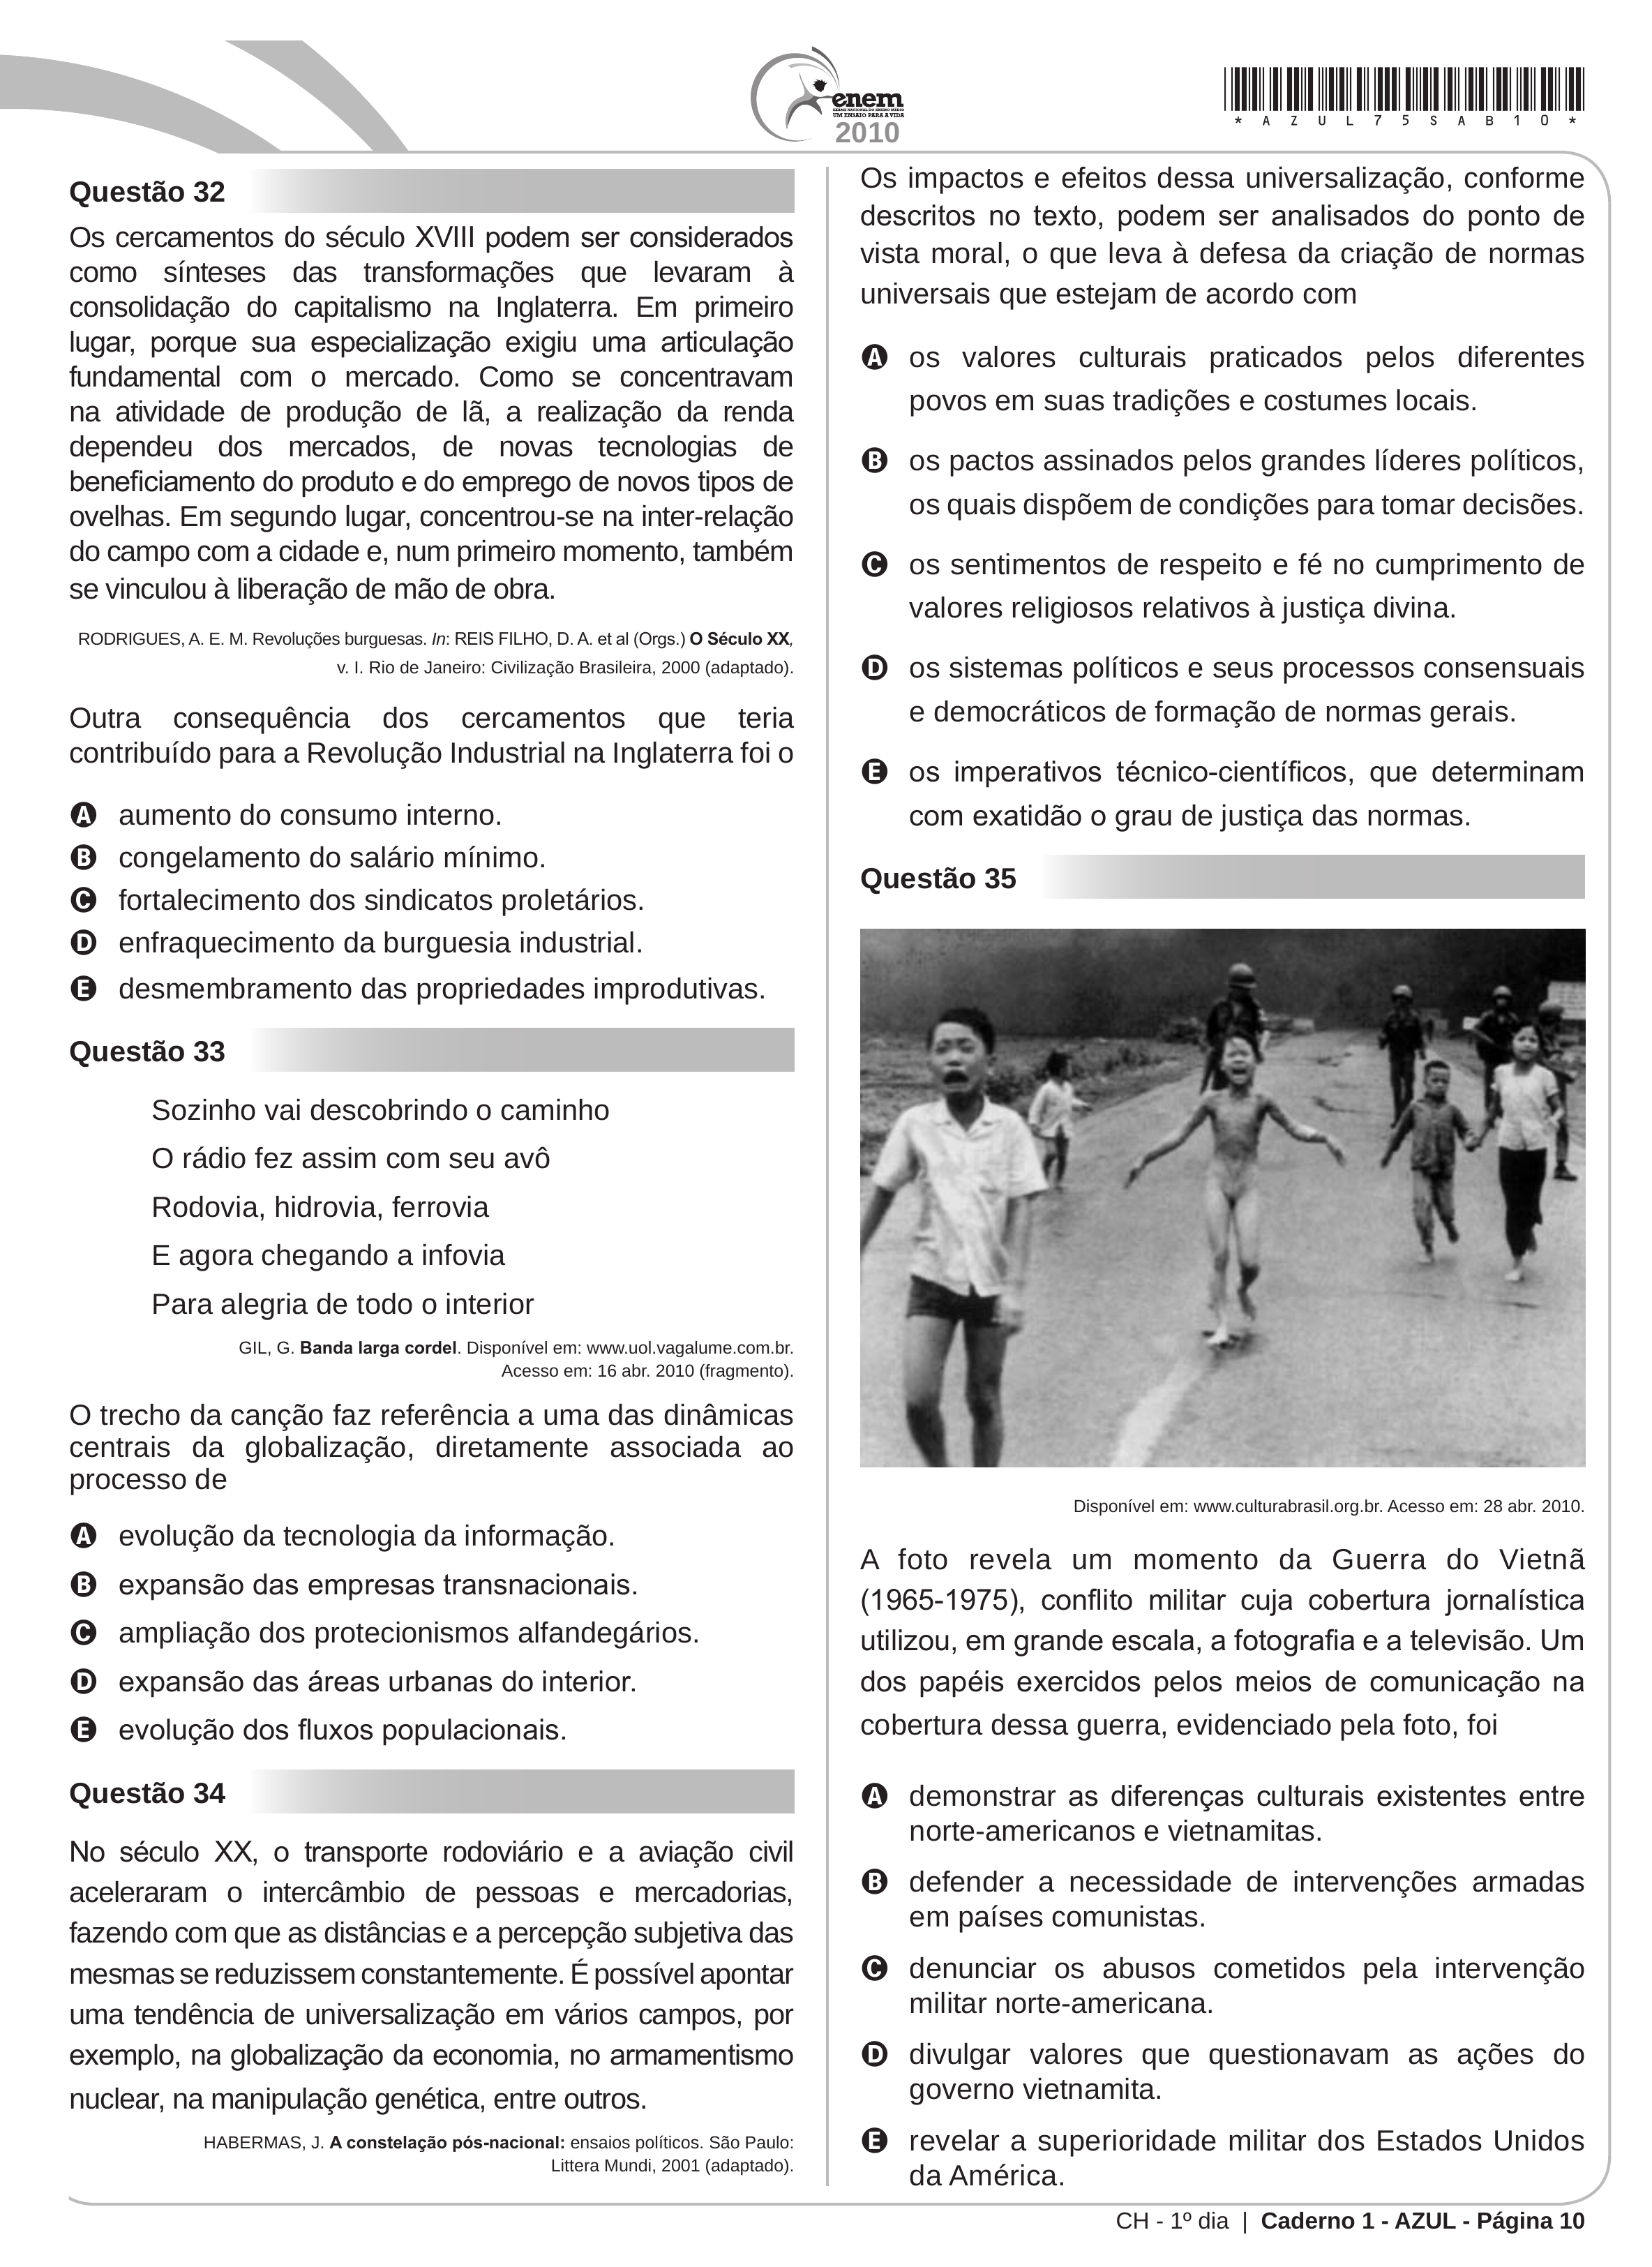 enem
EXAME NACIONAL DO ENSINO MÉDIO
UM ENSAIO PARA A VIDA
2010
*AZUL75SAB10*
Questão 32
Os cercamentos do século XVIII podem ser considerados
como sínteses das transformações que levaram à
consolidação do capitalismo na Inglaterra. Em primeiro
lugar, porque sua especialização exigiu uma articulação
fundamental com o mercado. Como se concentravam
na atividade de produção de lã, a realização da renda
dependeu dos mercados, de novas tecnologias de
beneficiamento do produto e do emprego de novos tipos de
ovelhas. Em segundo lugar, concentrou-se na inter-relação
do campo com a cidade e, num primeiro momento, também
se vinculou à liberação de mão de obra.
RODRIGUES, A. E. M. Revoluções burguesas. In: REIS FILHO, D. A. et al (Orgs.) O Século XX,
v. I. Rio de Janeiro: Civilização Brasileira, 2000 (adaptado).
Outra consequência dos cercamentos que teria
contribuído para a Revolução Industrial na Inglaterra foi o
A aumento do consumo interno.
B congelamento do salário mínimo.
C fortalecimento dos sindicatos proletários.
D enfraquecimento da burguesia industrial.
E desmembramento das propriedades improdutivas.
Questão 33
Sozinho vai descobrindo o caminho
O rádio fez assim com seu avô
Rodovia, hidrovia, ferrovia
E agora chegando a infovia
Para alegria de todo o interior
GIL, G. Banda larga cordel. Disponível em: www.uol.vagalume.com.br.
Acesso em: 16 abr. 2010 (fragmento).
O trecho da canção faz referência a uma das dinâmicas
centrais da globalização, diretamente associada ao
processo de
A evolução da tecnologia da informação.
B expansão das empresas transnacionais.
C ampliação dos protecionismos alfandegários.
D expansão das áreas urbanas do interior.
E evolução dos fluxos populacionais.
Questão 34
No século XX, o transporte rodoviário e a aviação civil
aceleraram o intercâmbio de pessoas e mercadorias,
fazendo com que as distâncias e a percepção subjetiva das
mesmas se reduzissem constantemente. É possível apontar
uma tendência de universalização em vários campos, por
exemplo, na globalização da economia, no armamentismo
nuclear, na manipulação genética, entre outros.
HABERMAS, J. A constelação pós-nacional: ensaios políticos. São Paulo:
Littera Mundi, 2001 (adaptado).
Os impactos e efeitos dessa universalização, conforme
descritos no texto, podem ser analisados do ponto de
vista moral, o que leva à defesa da criação de normas
universais que estejam de acordo com
A os valores culturais praticados pelos diferentes
povos em suas tradições e costumes locais.
B os pactos assinados pelos grandes líderes políticos,
os quais dispõem de condições para tomar decisões.
C os sentimentos de respeito e fé no cumprimento de
valores religiosos relativos à justiça divina.
D os sistemas políticos e seus processos consensuais
e democráticos de formação de normas gerais.
E os imperativos técnico-científicos, que determinam
com exatidão o grau de justiça das normas.
Questão 35
Disponível em: www.culturabrasil.org.br. Acesso em: 28 abr. 2010.
A foto revela um momento da Guerra do Vietnã
(1965-1975), conflito militar cuja cobertura jornalística
utilizou, em grande escala, a fotografia e a televisão. Um
dos papéis exercidos pelos meios de comunicação na
cobertura dessa guerra, evidenciado pela foto, foi
A demonstrar as diferenças culturais existentes entre
norte-americanos e vietnamitas.
B defender a necessidade de intervenções armadas
em países comunistas.
C denunciar os abusos cometidos pela intervenção
militar norte-americana.
D divulgar valores que questionavam as ações do
governo vietnamita.
E revelar a superioridade militar dos Estados Unidos
da América.
CH - 1º dia | Caderno 1 - AZUL - Página 10